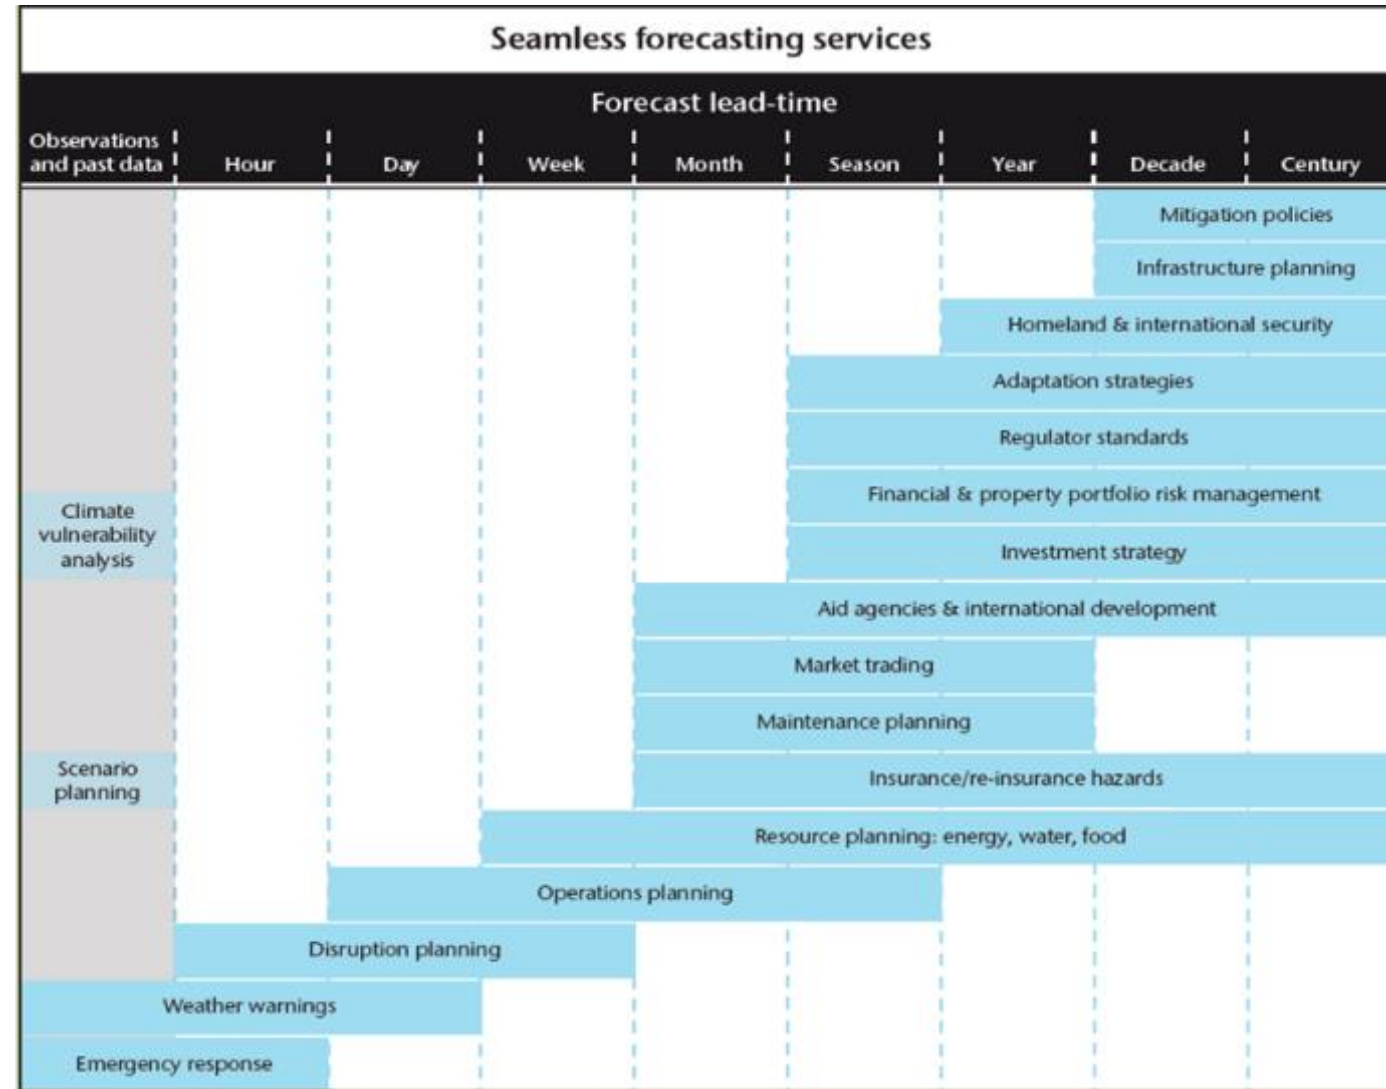 Seamless forecasting services
Forecast lead-time
Observations
and past data
Hour
Day
Week
Month
Season
Year
Decade
Century
Mitigation policies
Infrastructure planning
Homeland & international security
Adaptation strategies
Regulator standards
Financial & property portfolio risk management
Climate
vulnerability
analysis
Investment strategy
Aid agencies & international development
Market trading
Maintenance planning
Scenario
planning
Insurance/re-insurance hazards
Resource planning: energy, water, food
Operations planning
Disruption planning
Weather warnings
Emergency response